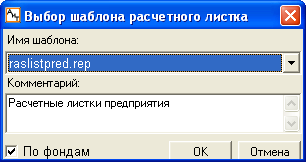 Выбор шаблона расчетного листка
Имя шаблона:
raslistpred.rep
Комментарий:
Расчетные листки предприятия
По фондам
OK
Отмена